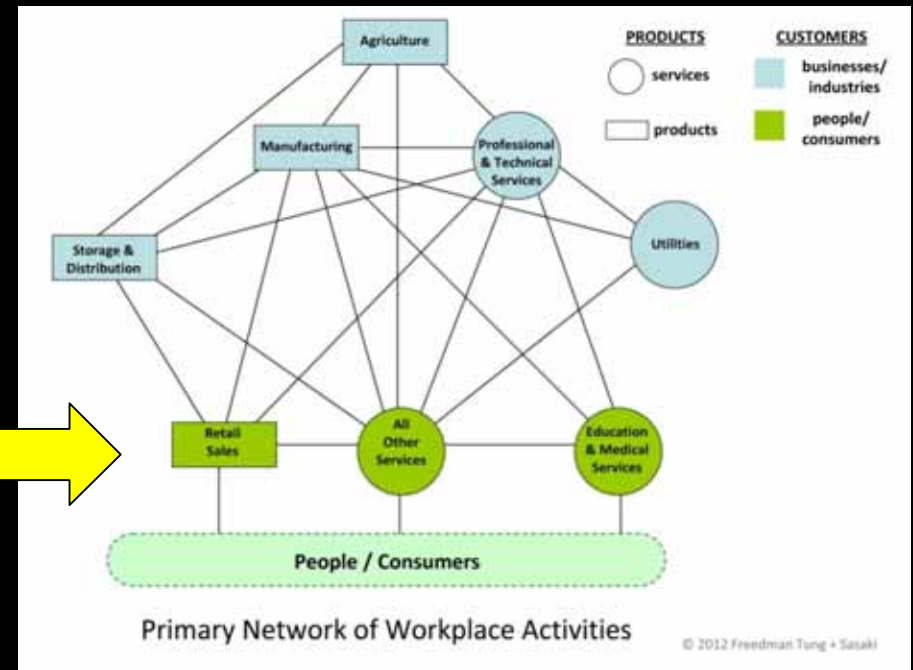 Agriculture
PRODUCTS
services
products
CUSTOMERS
businesses/
industries
people/
consumers
Manufacturing
Professional
& Technical
Services
Storage &
Distribution
Utilities
Retail
Sales
All
Other
Services
Education
& Medical
Services
People / Consumers
Primary Network of Workplace Activities
© 2012 Freedman Tung + Sasaki